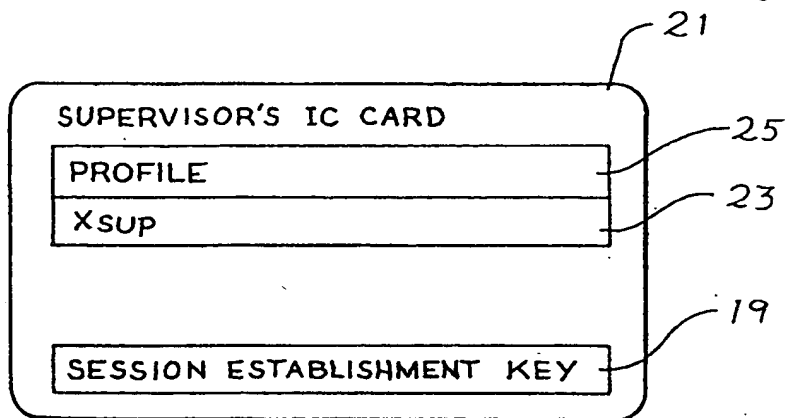 21
SUPERVISOR'S IC CARD
PROFILE
25
XSUP
23
SESSION ESTABLISHMENT KEY
19